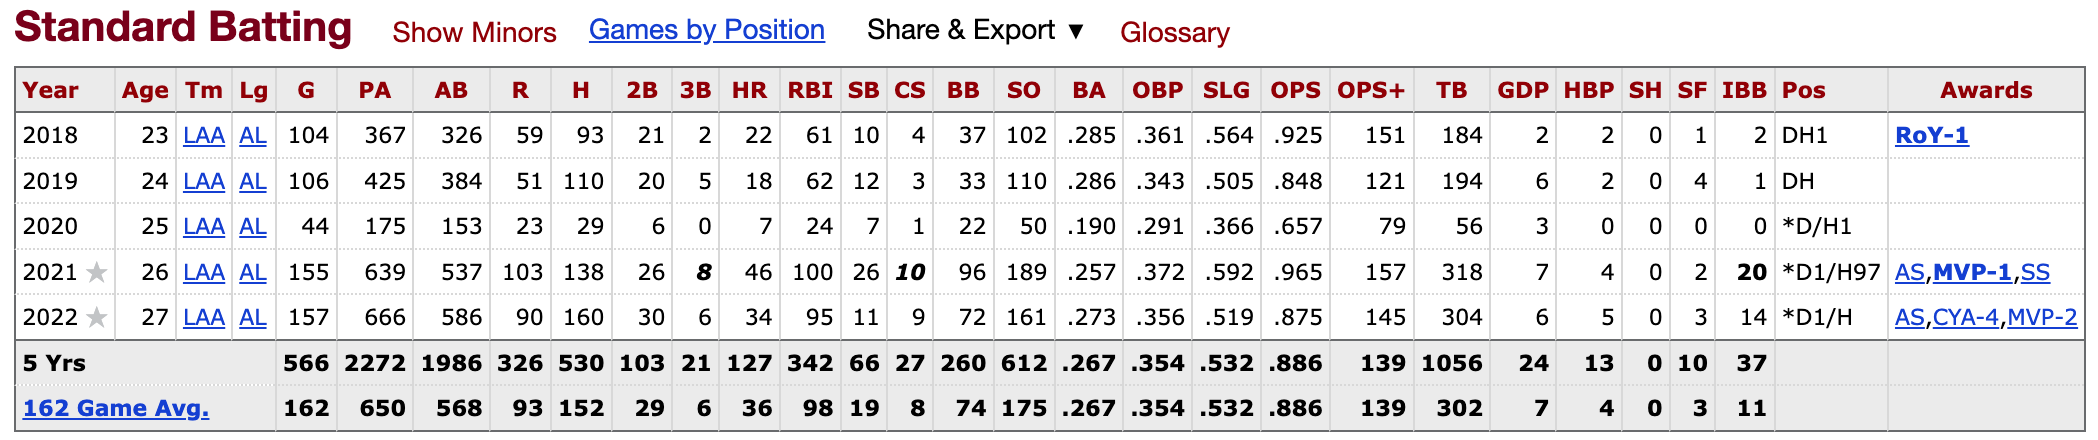 Standard Batting Show Minors Games by Position Share & Export ▼ Glossary
Year Age Tm Lg G PA AB R H 2B 3B HR RBI SB CS BB SO BA OBP SLG OPS OPS+ TB GDP HBP SH SF IBB Pos Awards
2018 23 LAA AL 104 367 326 59 93 21 2 22 61 10 4 37 102 .285 .361 .564 .925 151 184 2 2 0 1 2 DH1 RoY-1
2019 24 LAA AL 106 425 384 51 110 20 5 18 62 12 3 33 110 .286 .343 .505 .848 121 194 6 2 0 4 1 DH
2020 25 LAA AL 44 175 153 23 29 6 0 7 24 7 1 22 50 .190 .291 .366 .657 79 56 3 0 0 0 0 *D/H1
2021 ★ 26 LAA AL 155 639 537 103 138 26 8 46 100 26 10 96 189 .257 .372 .592 .965 157 318 7 4 0 2 20 *D1/H97 AS,MVP-1,SS
2022 ★ 27 LAA AL 157 666 586 90 160 30 6 34 95 11 9 72 161 .273 .356 .519 .875 145 304 6 5 0 3 14 *D1/H AS,CYA-4,MVP-2
5 Yrs 566 2272 1986 326 530 103 21 127 342 66 27 260 612 .267 .354 .532 .886 139 1056 24 13 0 10 37
162 Game Avg. 162 650 568 93 152 29 6 36 98 19 8 74 175 .267 .354 .532 .886 139 302 7 4 0 3 11